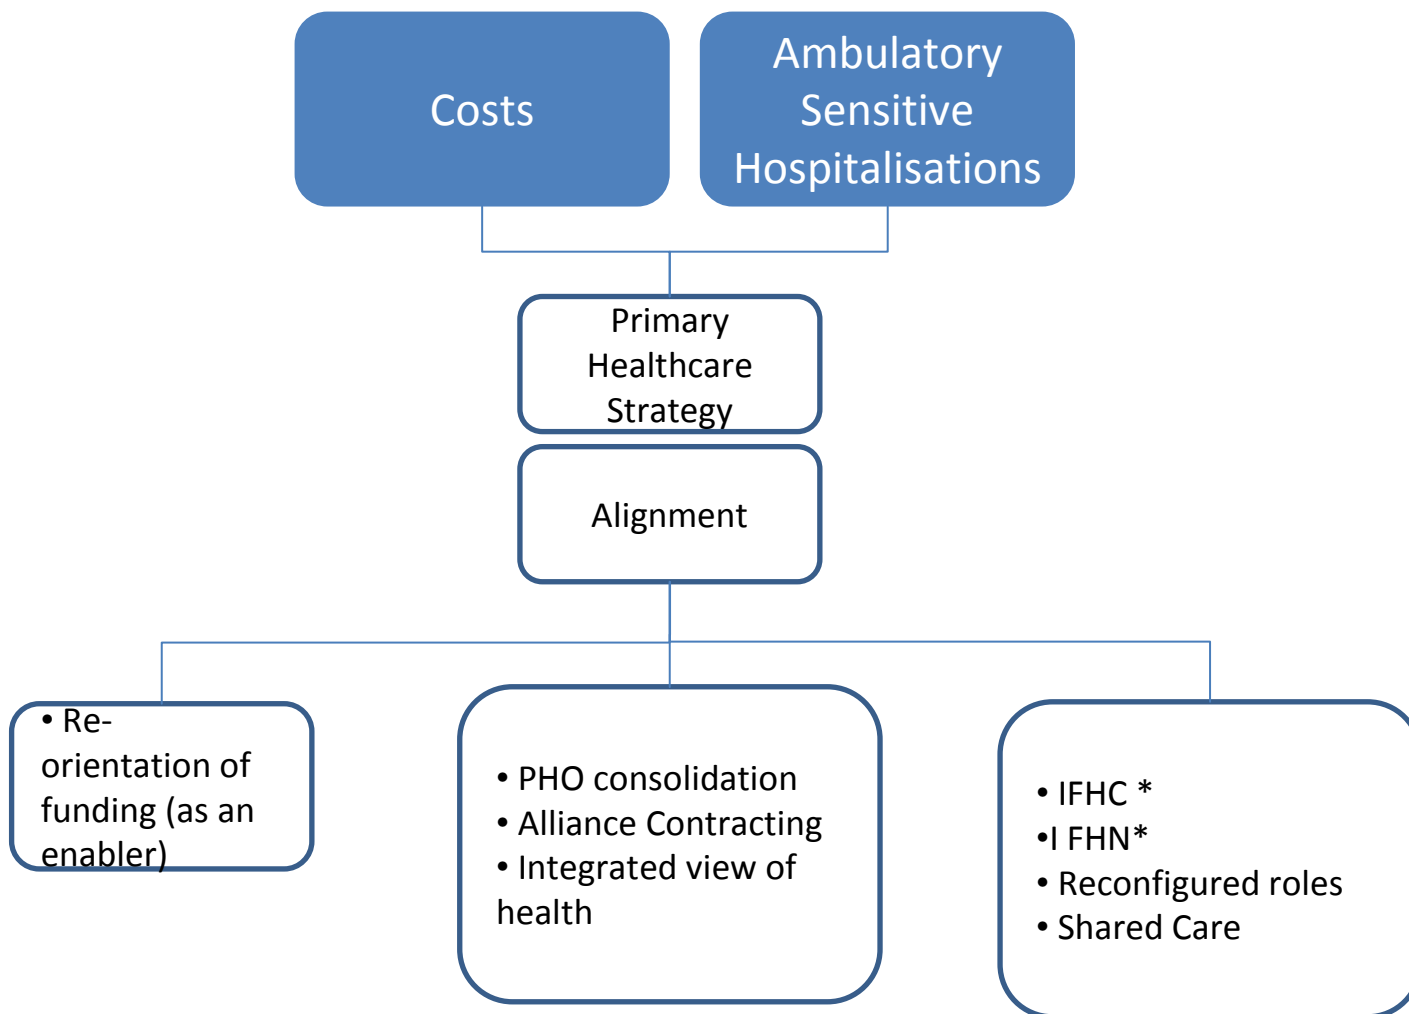 Costs
Ambulatory
Sensitive
Hospitalisations
Primary
Healthcare
Strategy
Alignment
• Re-
orientation of
funding (as an
enabler)
• PHO consolidation
• Alliance Contracting
• Integrated view of
health
• IFHC *
•I FHN*
• Reconfigured roles
• Shared Care